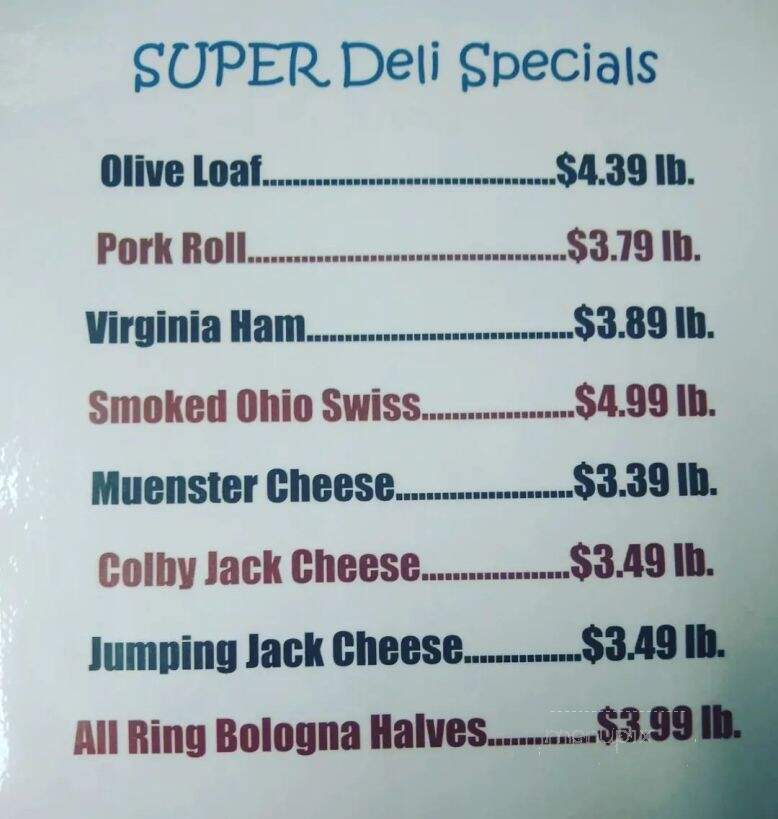 SUPER Deli Specials
Olive Loaf......................................$4.39 lb.
Pork Roll.........................................$3.79 lb.
Virginia Ham..................................$3.89 lb.
Smoked Ohio Swiss....................$4.99 lb.
Muenster Cheese.......................$3.39 lb.
Colby Jack Cheese...................$3.49 lb.
Jumping Jack Cheese...............$3.49 lb.
All Ring Bologna Halves..............$3.99 lb.
menupix